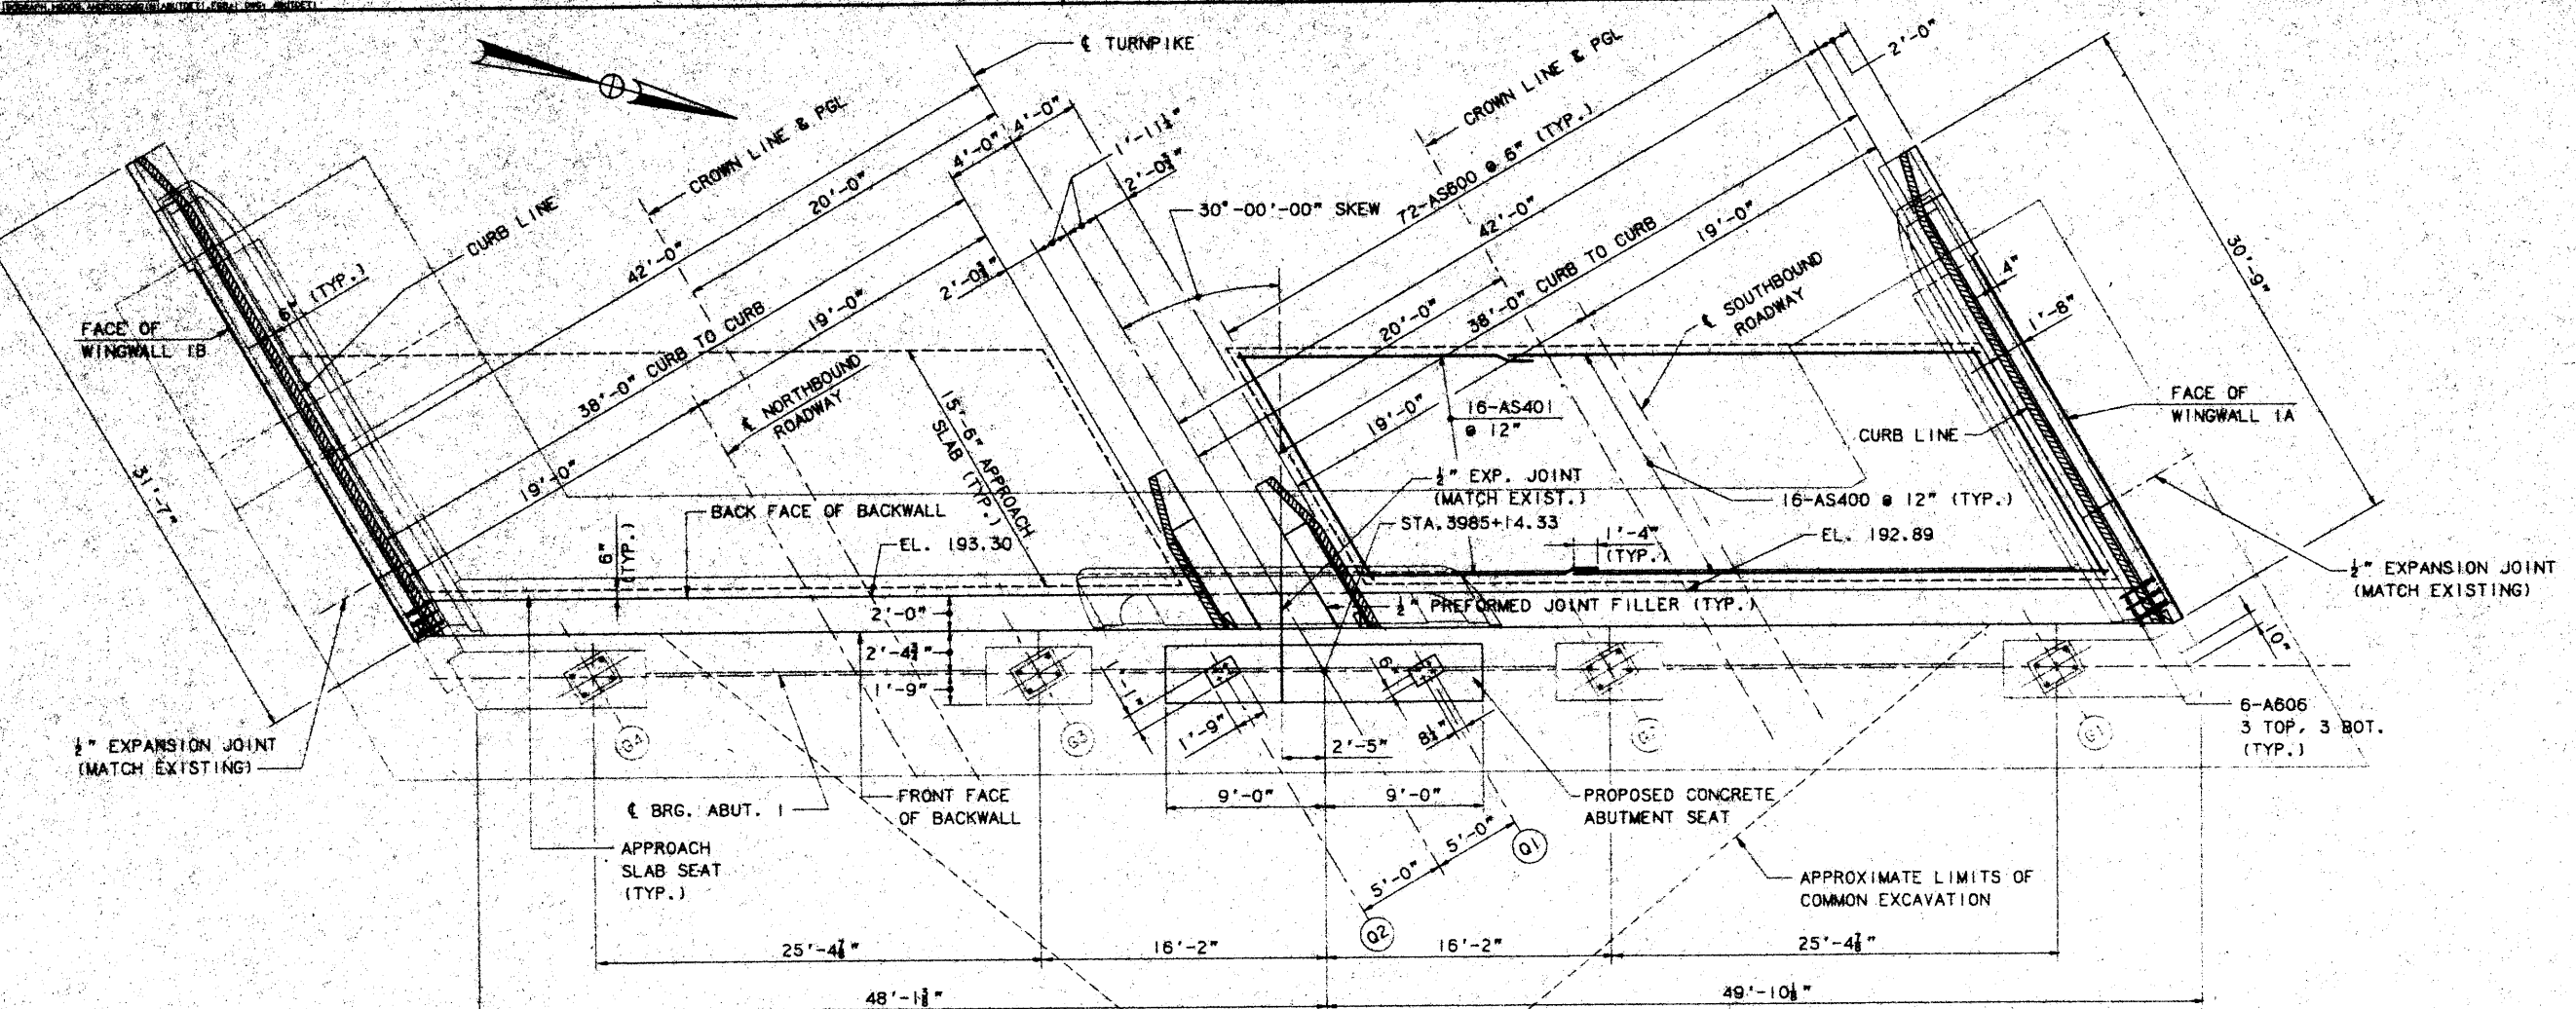 ℄ TURNPIKE
CROWN LINE & PGL
CROWN LINE & PGL
2'-0"
4'-0"
4'-0"
1'-11½"
2'-0¾"
20'-0"
42'-0"
CURB LINE
6" (TYP.)
FACE OF
WINGWALL 1B
38'-0" CURB TO CURB
19'-0"
2'-0¾"
30°-00'-00" SKEW
72-AS600 @ 6" (TYP.)
42'-0"
38'-0" CURB TO CURB
19'-0"
20'-0"
℄ SOUTHBOUND
ROADWAY
4"
1'-8"
30'-9"
℄ NORTHBOUND
ROADWAY
15'-6" APPROACH
SLAB (TYP.)
19'-0"
19'-0"
16-AS401
@ 12"
FACE OF
WINGWALL 1A
CURB LINE
31'-7"
BACK FACE OF BACKWALL
½" EXP. JOINT
(MATCH EXIST.)
16-AS400 @ 12" (TYP.)
STA. 3985+14.33
EL. 193.30
1'-4"
(TYP.)
EL. 192.89
6"
(TYP.)
½" EXPANSION JOINT
(MATCH EXISTING)
2'-0"
½" PREFORMED JOINT FILLER (TYP.)
2'-4¾"
1'-9"
10"
1'-1"
6"
1'-9"
8½"
2'-5"
6-A606
3 TOP, 3 BOT.
(TYP.)
G4
G3
G1
½" EXPANSION JOINT
(MATCH EXISTING)
℄ BRG. ABUT. 1
FRONT FACE
OF BACKWALL
9'-0"
9'-0"
PROPOSED CONCRETE
ABUTMENT SEAT
APPROACH
SLAB SEAT
(TYP.)
5'-0"
5'-0"
Q1
Q2
APPROXIMATE LIMITS OF
COMMON EXCAVATION
25'-4⅞"
16'-2"
16'-2"
25'-4⅞"
48'-1⅜"
49'-10⅛"